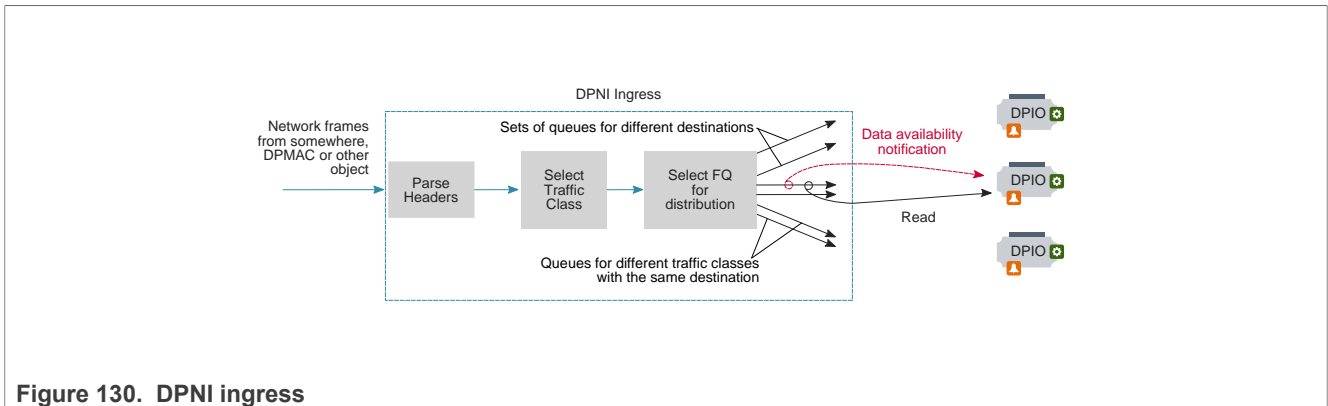 DPNI Ingress
Network frames
from somewhere,
DPMAC or other
object
Parse
Headers
Select
Traffic
Class
Select FQ
for
distribution
Sets of queues for different destinations
Queues for different traffic classes
with the same destination
Data availability
notification
Read
DPIO
DPIO
DPIO
Figure 130. DPNI ingress